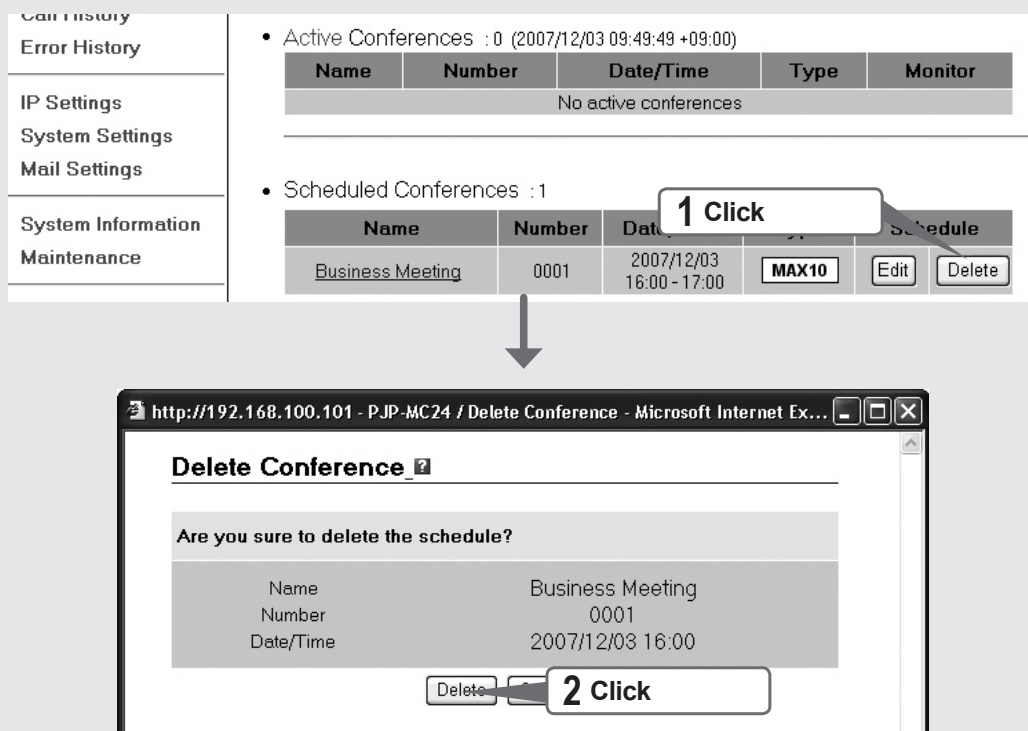 Call History
Error History
IP Settings
System Settings
Mail Settings
System Information
Maintenance
• Active Conferences : 0 (2007/12/03 09:49:49 +09:00)
Name Number Date/Time Type Monitor
No active conferences
• Scheduled Conferences : 1
1 Click
Name Number Schedule
Business Meeting 0001 2007/12/03 MAX10 Edit Delete
16:00 - 17:00
http://192.168.100.101 - PJP-MC24 / Delete Conference - Microsoft Internet Ex...
Delete Conference ?
Are you sure to delete the schedule?
Name Business Meeting
Number 0001
Date/Time 2007/12/03 16:00
Delete
2 Click